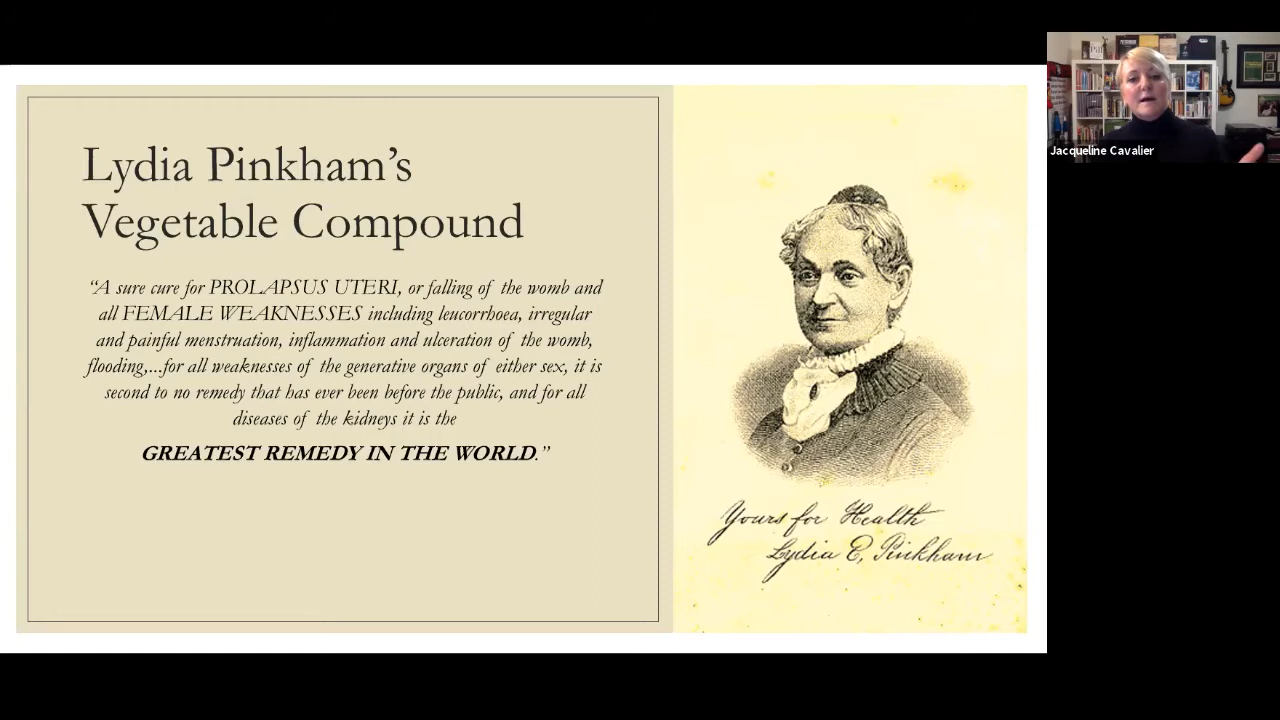 Lydia Pinkham's
Vegetable Compound
“A sure cure for PROLAPSUS UTERI, or falling of the womb and
all FEMALE WEAKNESSES including leucorrhoea, irregular
and painful menstruation, inflammation and ulceration of the womb,
flooding,...for all weaknesses of the generative organs of either sex, it is
second to no remedy that has ever been before the public, and for all
diseases of the kidneys it is the
GREATEST REMEDY IN THE WORLD.”
Yours for Health
Lydia E, Pinkham
Jacqueline Cavalier